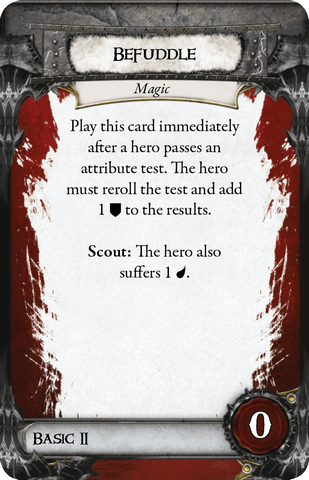 Befuddle
Magic
Play this card immediately
after a hero passes an
attribute test. The hero
must reroll the test and add
1 to the results.
Scout: The hero also
suffers 1 .
Basic II
0